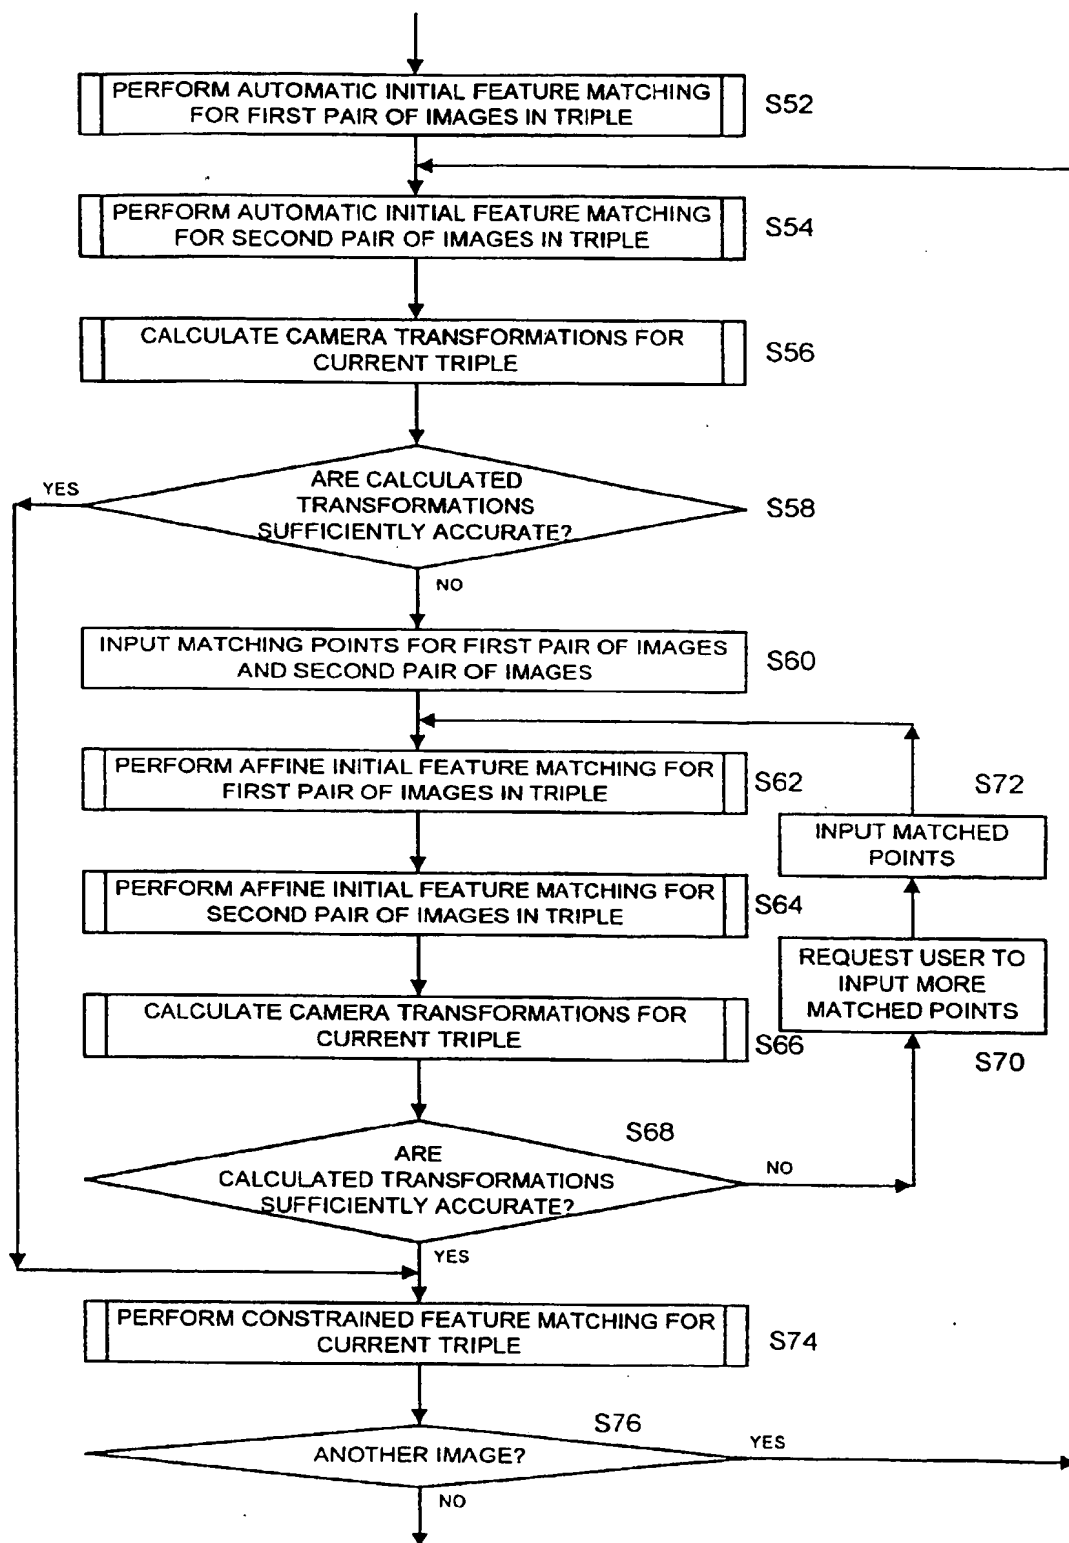 PERFORM AUTOMATIC INITIAL FEATURE MATCHING
FOR FIRST PAIR OF IMAGES IN TRIPLE
S52
PERFORM AUTOMATIC INITIAL FEATURE MATCHING
FOR SECOND PAIR OF IMAGES IN TRIPLE
S54
CALCULATE CAMERA TRANSFORMATIONS FOR
CURRENT TRIPLE
S56
YES
ARE CALCULATED
TRANSFORMATIONS
SUFFICIENTLY ACCURATE?
S58
NO
INPUT MATCHING POINTS FOR FIRST PAIR OF IMAGES
AND SECOND PAIR OF IMAGES
S60
PERFORM AFFINE INITIAL FEATURE MATCHING FOR
FIRST PAIR OF IMAGES IN TRIPLE
S62
S72
INPUT MATCHED
POINTS
PERFORM AFFINE INITIAL FEATURE MATCHING FOR
SECOND PAIR OF IMAGES IN TRIPLE
S64
REQUEST USER TO
INPUT MORE
MATCHED POINTS
S70
CALCULATE CAMERA TRANSFORMATIONS FOR
CURRENT TRIPLE
S66
S68
ARE
CALCULATED TRANSFORMATIONS
SUFFICIENTLY ACCURATE?
NO
YES
PERFORM CONSTRAINED FEATURE MATCHING FOR
CURRENT TRIPLE
S74
S76
ANOTHER IMAGE?
YES
NO